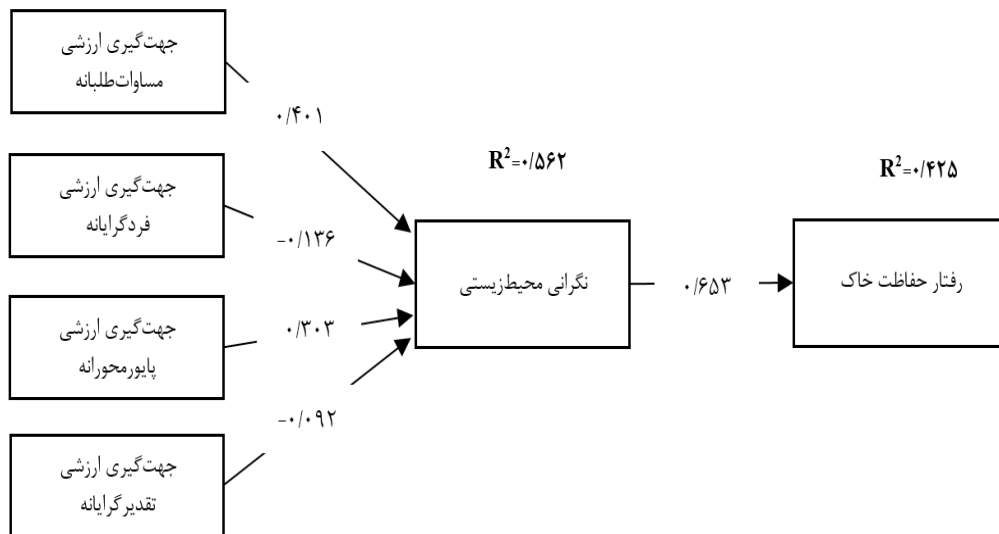 جهت‌گیری ارزشی
مساوات‌طلبانه
۰/۴۰۱
R²=۰/۵۶۲
R²=۰/۴۲۵
جهت‌گیری ارزشی
فردگرایانه
-۰/۱۳۶
نگرانی محیط‌زیستی
۰/۶۵۳
رفتار حفاظت خاک
جهت‌گیری ارزشی
پایورمحورانه
۰/۳۰۳
-۰/۰۹۲
جهت‌گیری ارزشی
تقدیرگرایانه